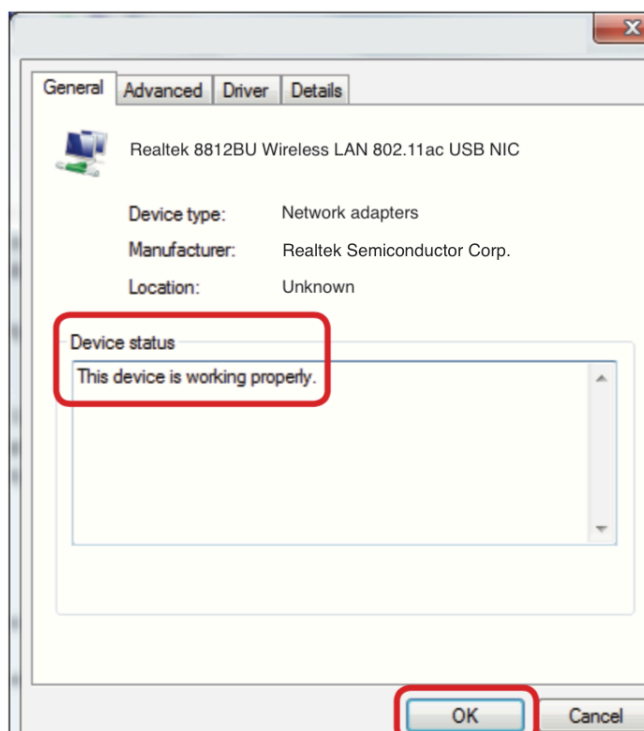 General Advanced Driver Details
Realtek 8812BU Wireless LAN 802.11ac USB NIC
Device type: Network adapters
Manufacturer: Realtek Semiconductor Corp.
Location: Unknown
Device status
This device is working properly.
OK Cancel